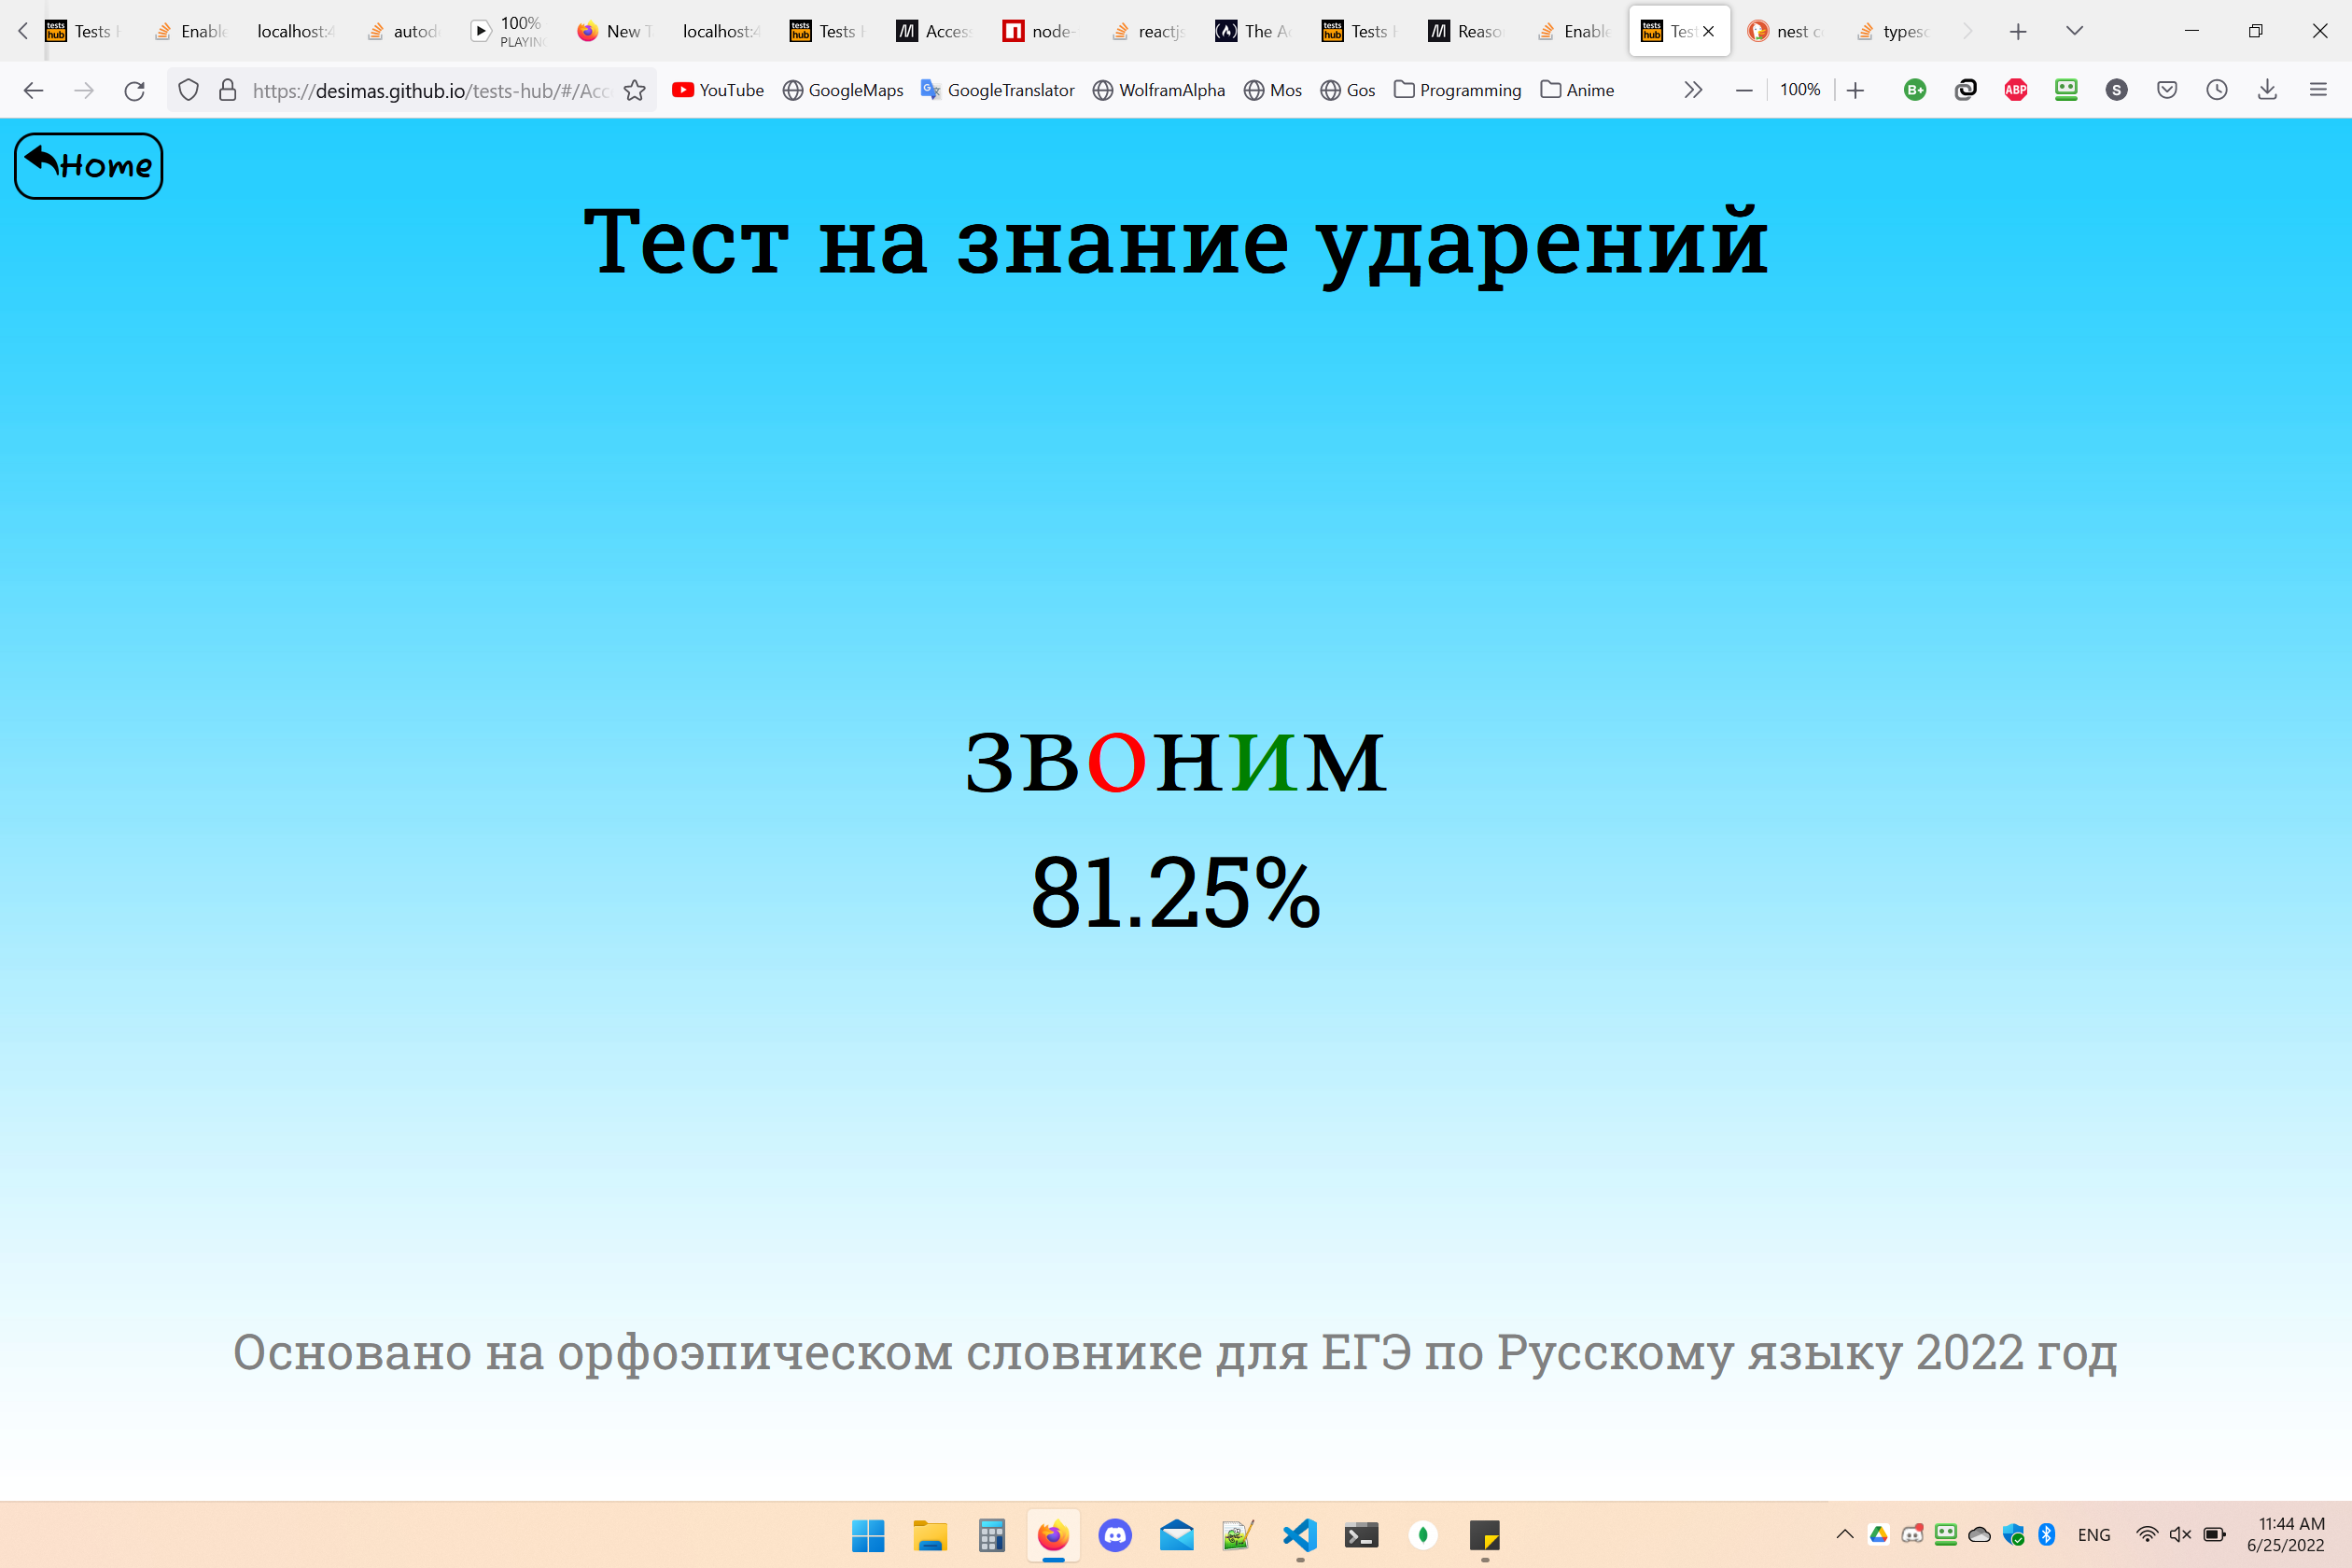 Tests
Enable
localhost:4
autod
100%
PLAYING
New T
localhost:4
Tests
Access
node-
reactjs
The A
Tests
Reaso
Enable
Tes
nest c
typesc
https://desimas.github.io/tests-hub/#/Acc
YouTube
GoogleMaps
GoogleTranslator
WolframAlpha
Mos
Gos
Programming
Anime
100%
Home
Тест на знание ударений
звоним
81.25%
Основано на орфоэпическом словнике для ЕГЭ по Русскому языку 2022 год
ENG
11:44 AM
6/25/2022